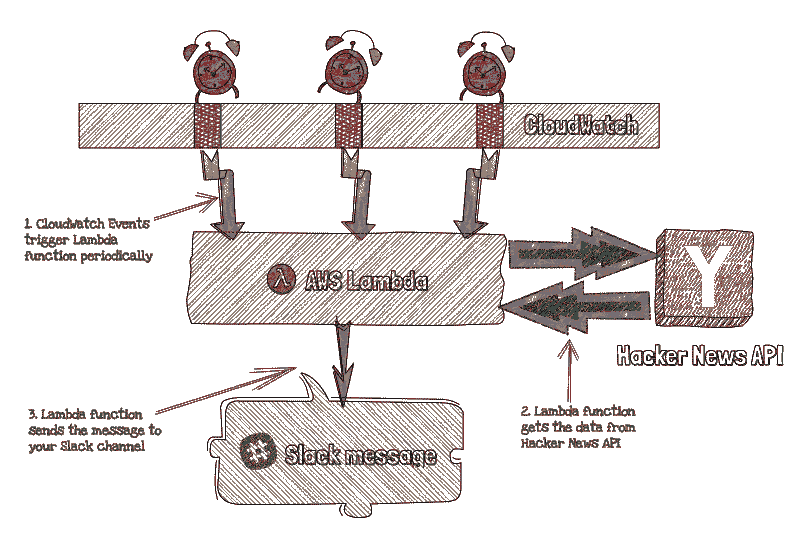 CloudWatch
1. CloudWatch Events
trigger Lambda
function periodically
λ AWS Lambda
Y
Hacker News API
3. Lambda function
sends the message to
your Slack channel
2. Lambda function
gets the data from
Hacker News API
# Slack message